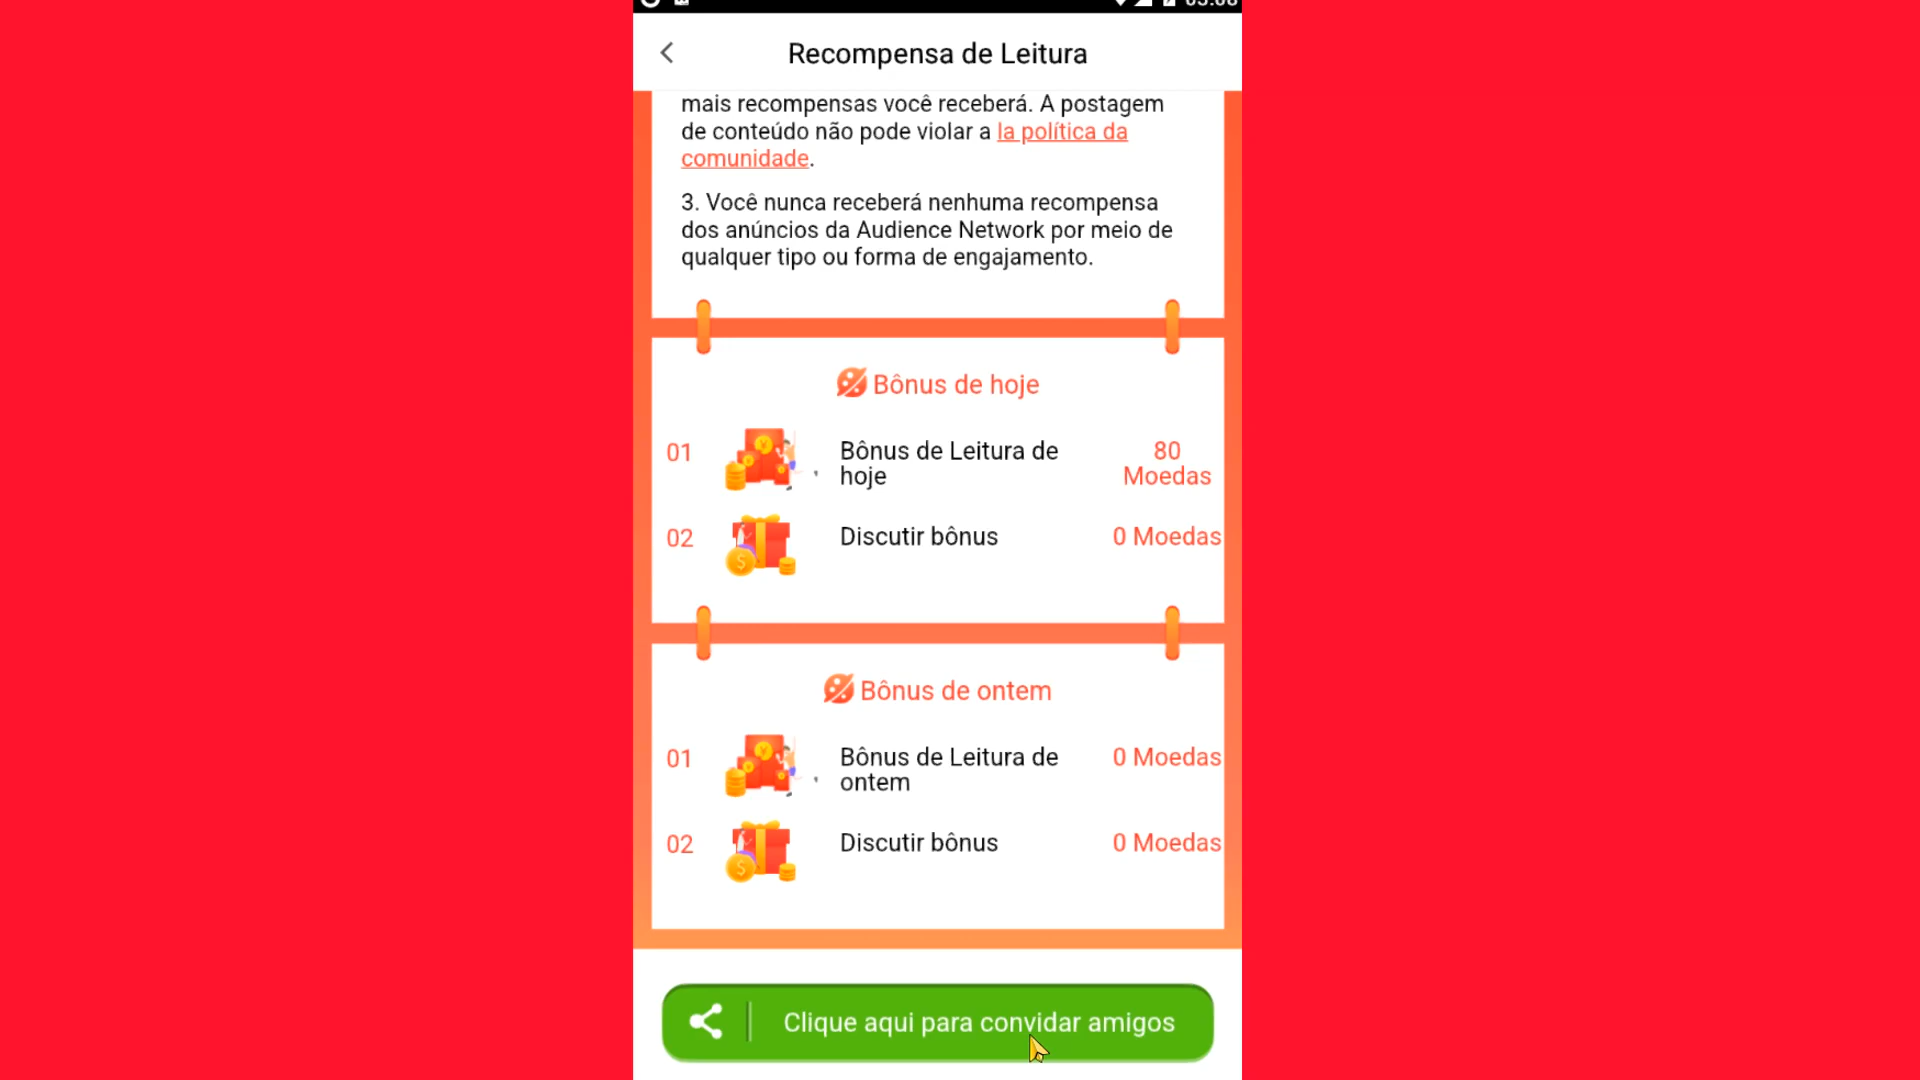 Recompensa de Leitura
mais recompensas você receberá. A postagem
de conteúdo não pode violar a la política da
comunidade.
3. Você nunca receberá nenhuma recompensa
dos anúncios da Audience Network por meio de
qualquer tipo ou forma de engajamento.
Bônus de hoje
01 Bônus de Leitura de 80
hoje Moedas
02 Discutir bônus 0 Moedas
Bônus de ontem
01 Bônus de Leitura de 0 Moedas
ontem
02 Discutir bônus 0 Moedas
Clique aqui para convidar amigos